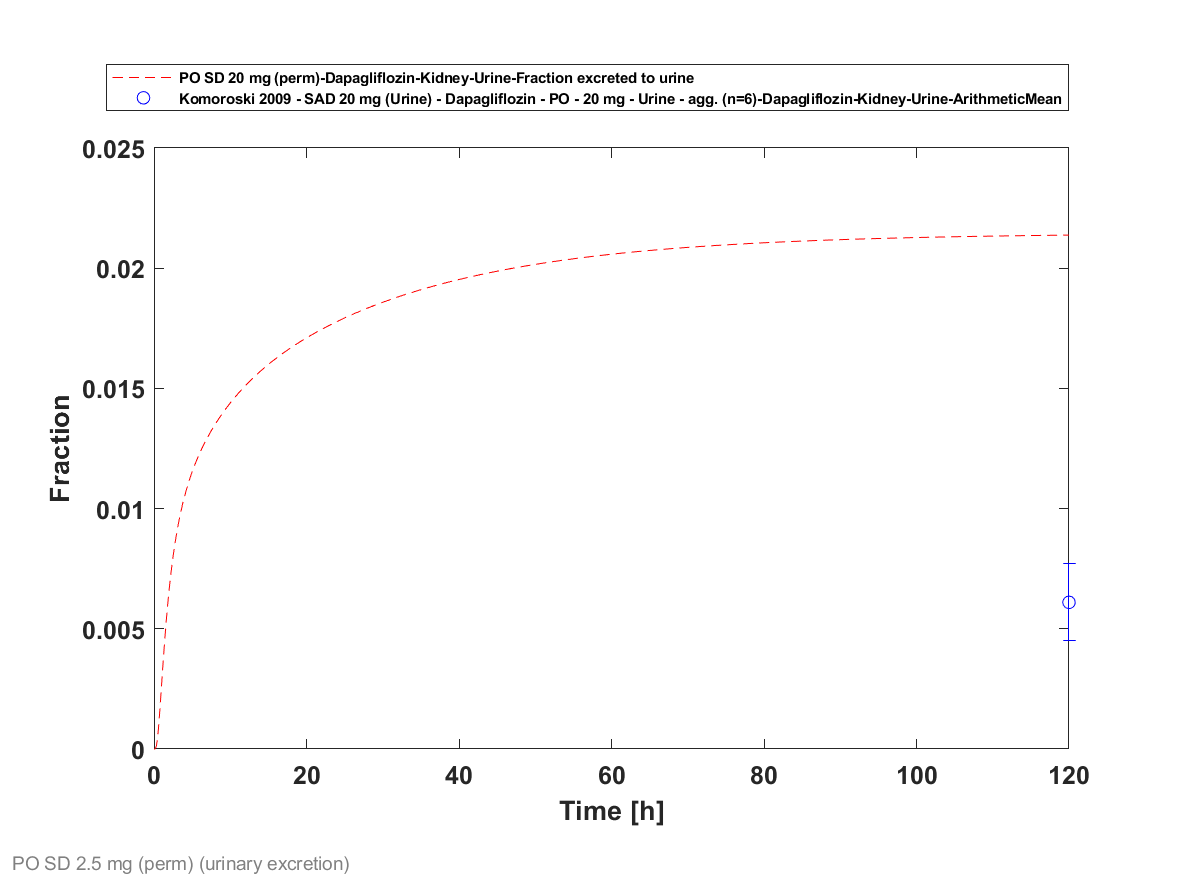 PO SD 20 mg (perm)-Dapagliflozin-Kidney-Urine-Fraction excreted to urine
Komoroski 2009 - SAD 20 mg (Urine) - Dapagliflozin - PO - 20 mg - Urine - agg. (n=6)-Dapagliflozin-Kidney-Urine-ArithmeticMean
0.025
0.02
0.015
0.01
0.005
0
Fraction
0 20 40 60 80 100 120
Time [h]
PO SD 2.5 mg (perm) (urinary excretion)